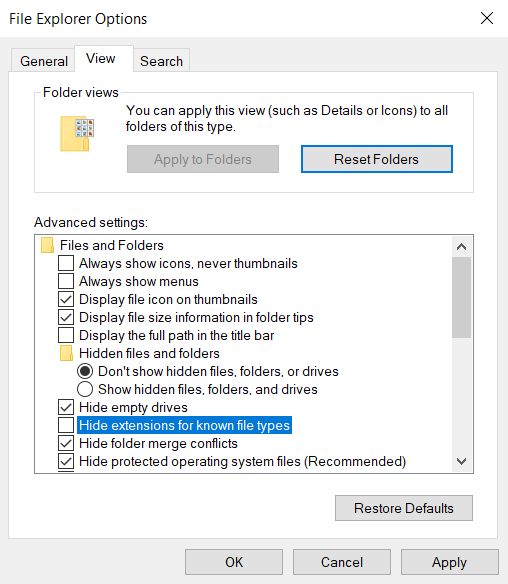 File Explorer Options
General View Search
Folder views
You can apply this view (such as Details or Icons) to all
folders of this type.
Apply to Folders Reset Folders
Advanced settings:
Files and Folders
Always show icons, never thumbnails
Always show menus
Display file icon on thumbnails
Display file size information in folder tips
Display the full path in the title bar
Hidden files and folders
Don't show hidden files, folders, or drives
Show hidden files, folders, and drives
Hide empty drives
Hide extensions for known file types
Hide folder merge conflicts
Hide protected operating system files (Recommended)
Restore Defaults
OK Cancel Apply